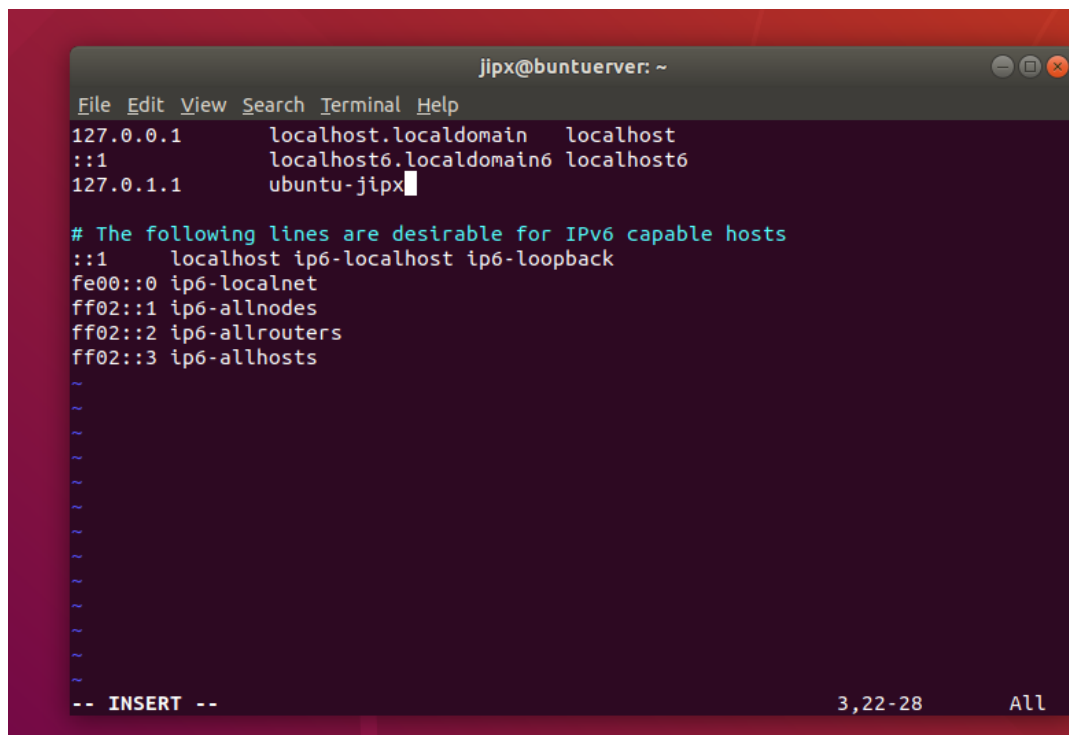 jipx@buntuerver: ~
File Edit View Search Terminal Help
127.0.0.1       localhost.localdomain   localhost
::1             localhost6.localdomain6 localhost6
127.0.1.1       ubuntu-jipx
# The following lines are desirable for IPv6 capable hosts
::1     localhost ip6-localhost ip6-loopback
fe00::0 ip6-localnet
ff02::1 ip6-allnodes
ff02::2 ip6-allrouters
ff02::3 ip6-allhosts
~
~
~
~
~
~
~
~
~
~
~
~
~
-- INSERT --                                                  3,22-28       All